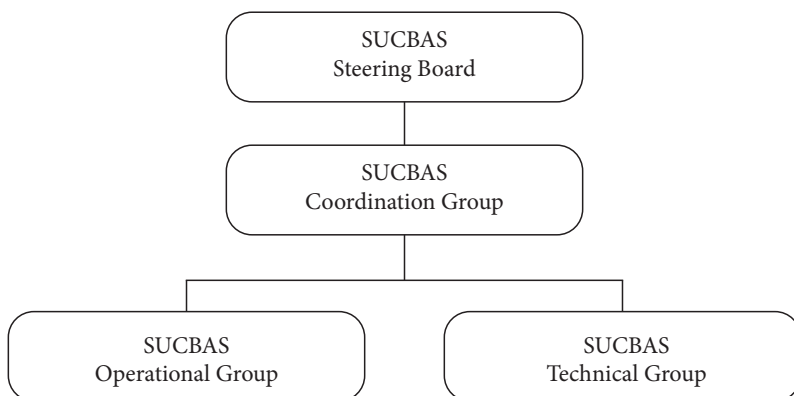 SUCBAS
Steering Board
SUCBAS
Coordination Group
SUCBAS
Operational Group
SUCBAS
Technical Group